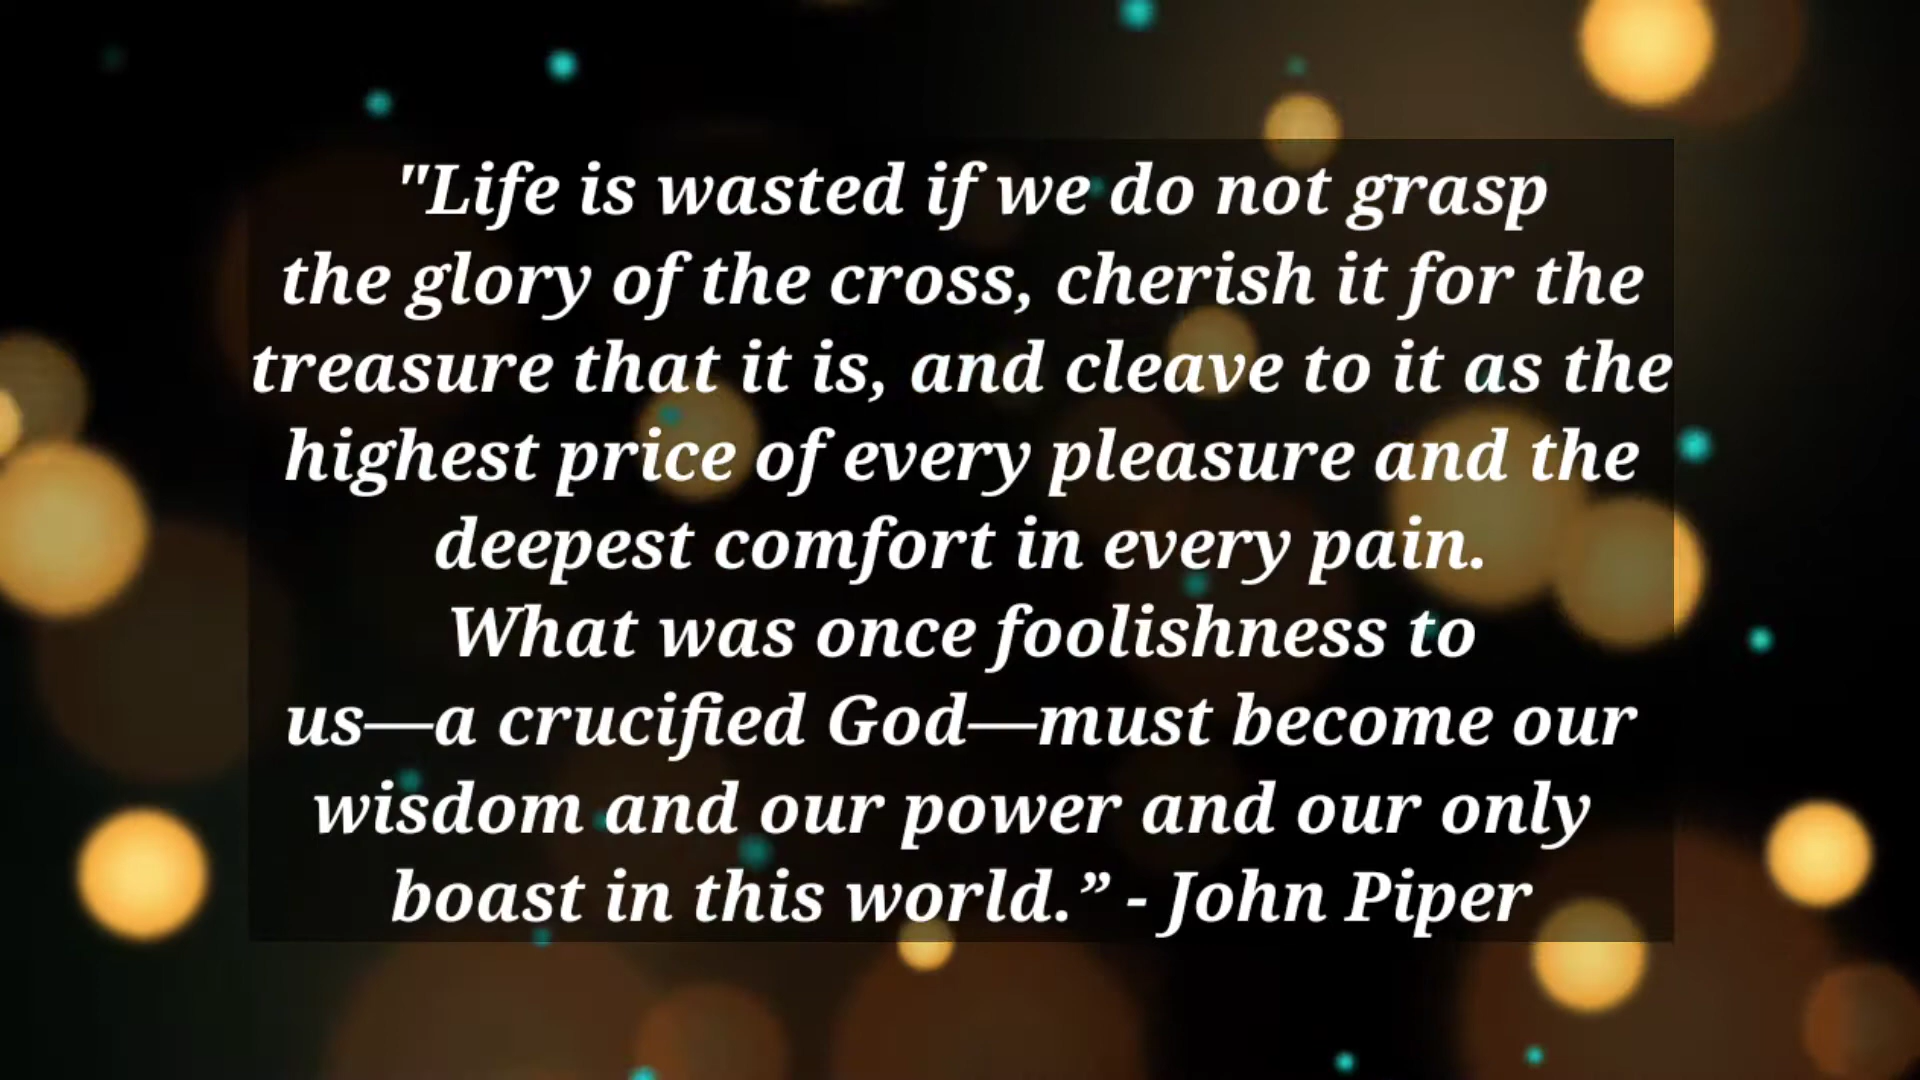 "Life is wasted if we do not grasp
the glory of the cross, cherish it for the
treasure that it is, and cleave to it as the
highest price of every pleasure and the
deepest comfort in every pain.
What was once foolishness to
us—a crucified God—must become our
wisdom and our power and our only
boast in this world.” - John Piper